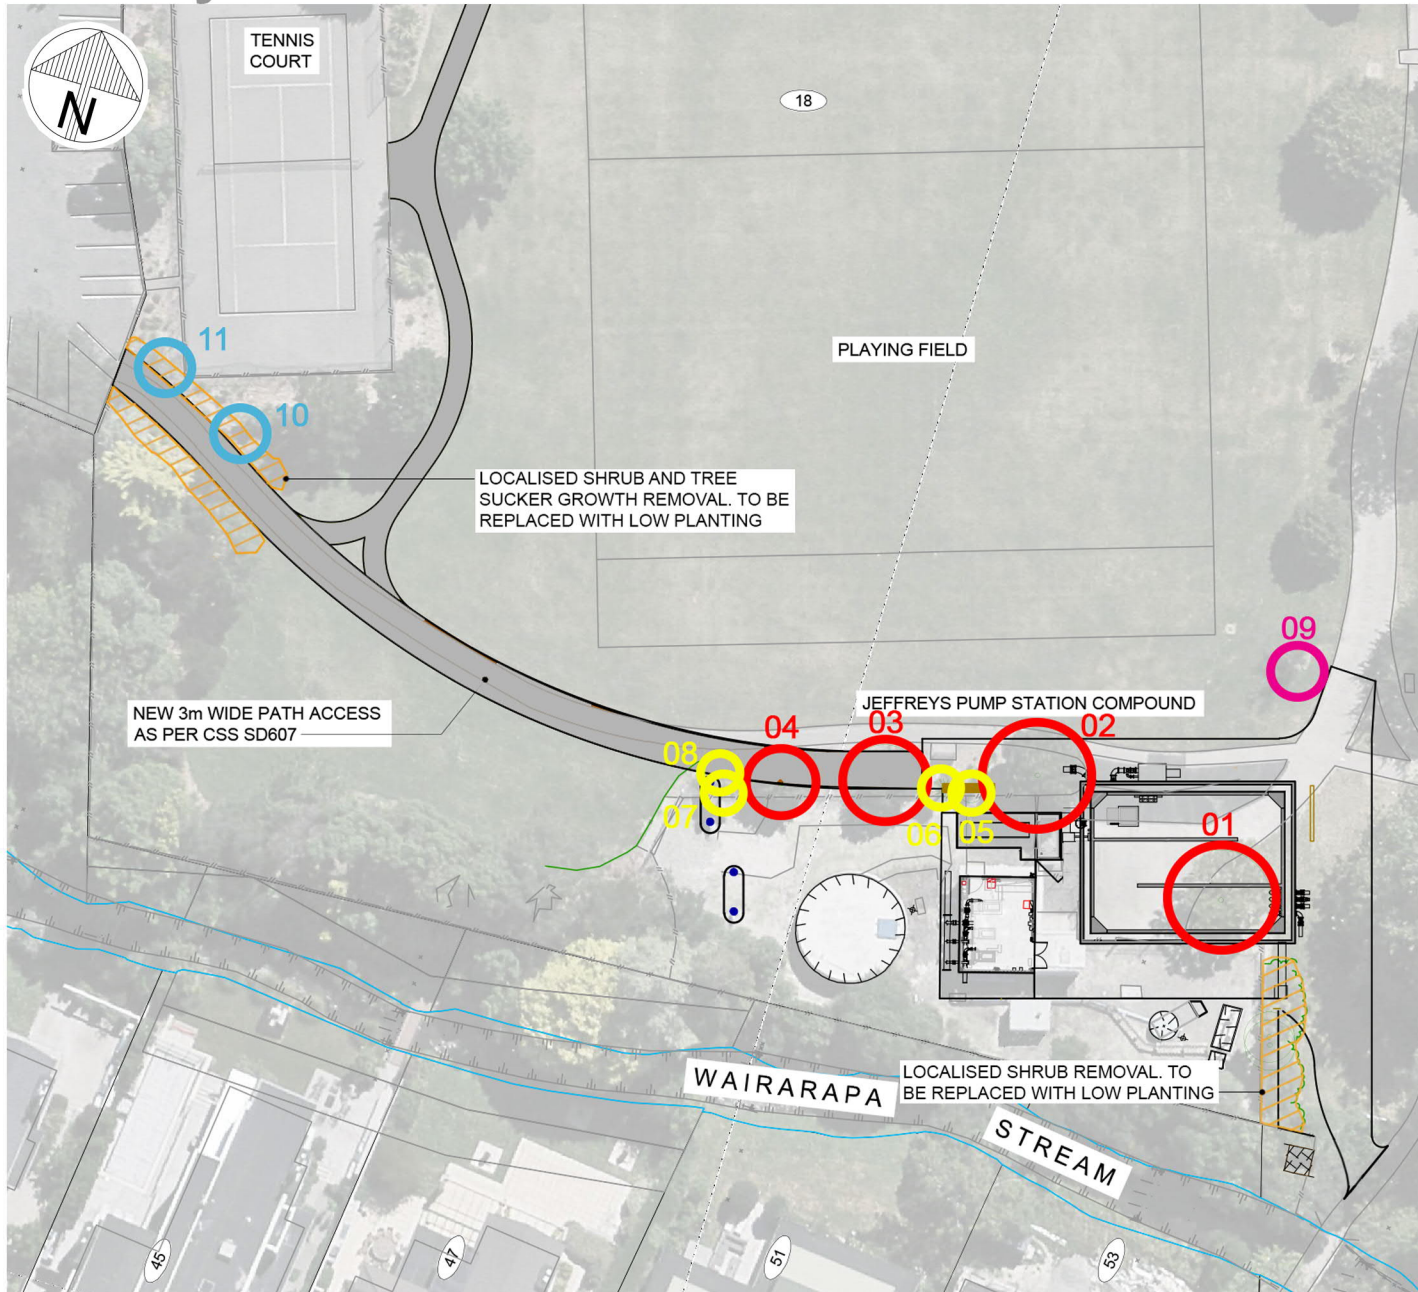 TENNIS
COURT
N
18
PLAYING FIELD
11
10
LOCALISED SHRUB AND TREE
SUCKER GROWTH REMOVAL. TO BE
REPLACED WITH LOW PLANTING
09
NEW 3m WIDE PATH ACCESS
AS PER CSS SD607
JEFFREYS PUMP STATION COMPOUND
04
03
02
08
07
06
05
01
WAIRARAPA
STREAM
LOCALISED SHRUB REMOVAL. TO
BE REPLACED WITH LOW PLANTING
45
47
51
53